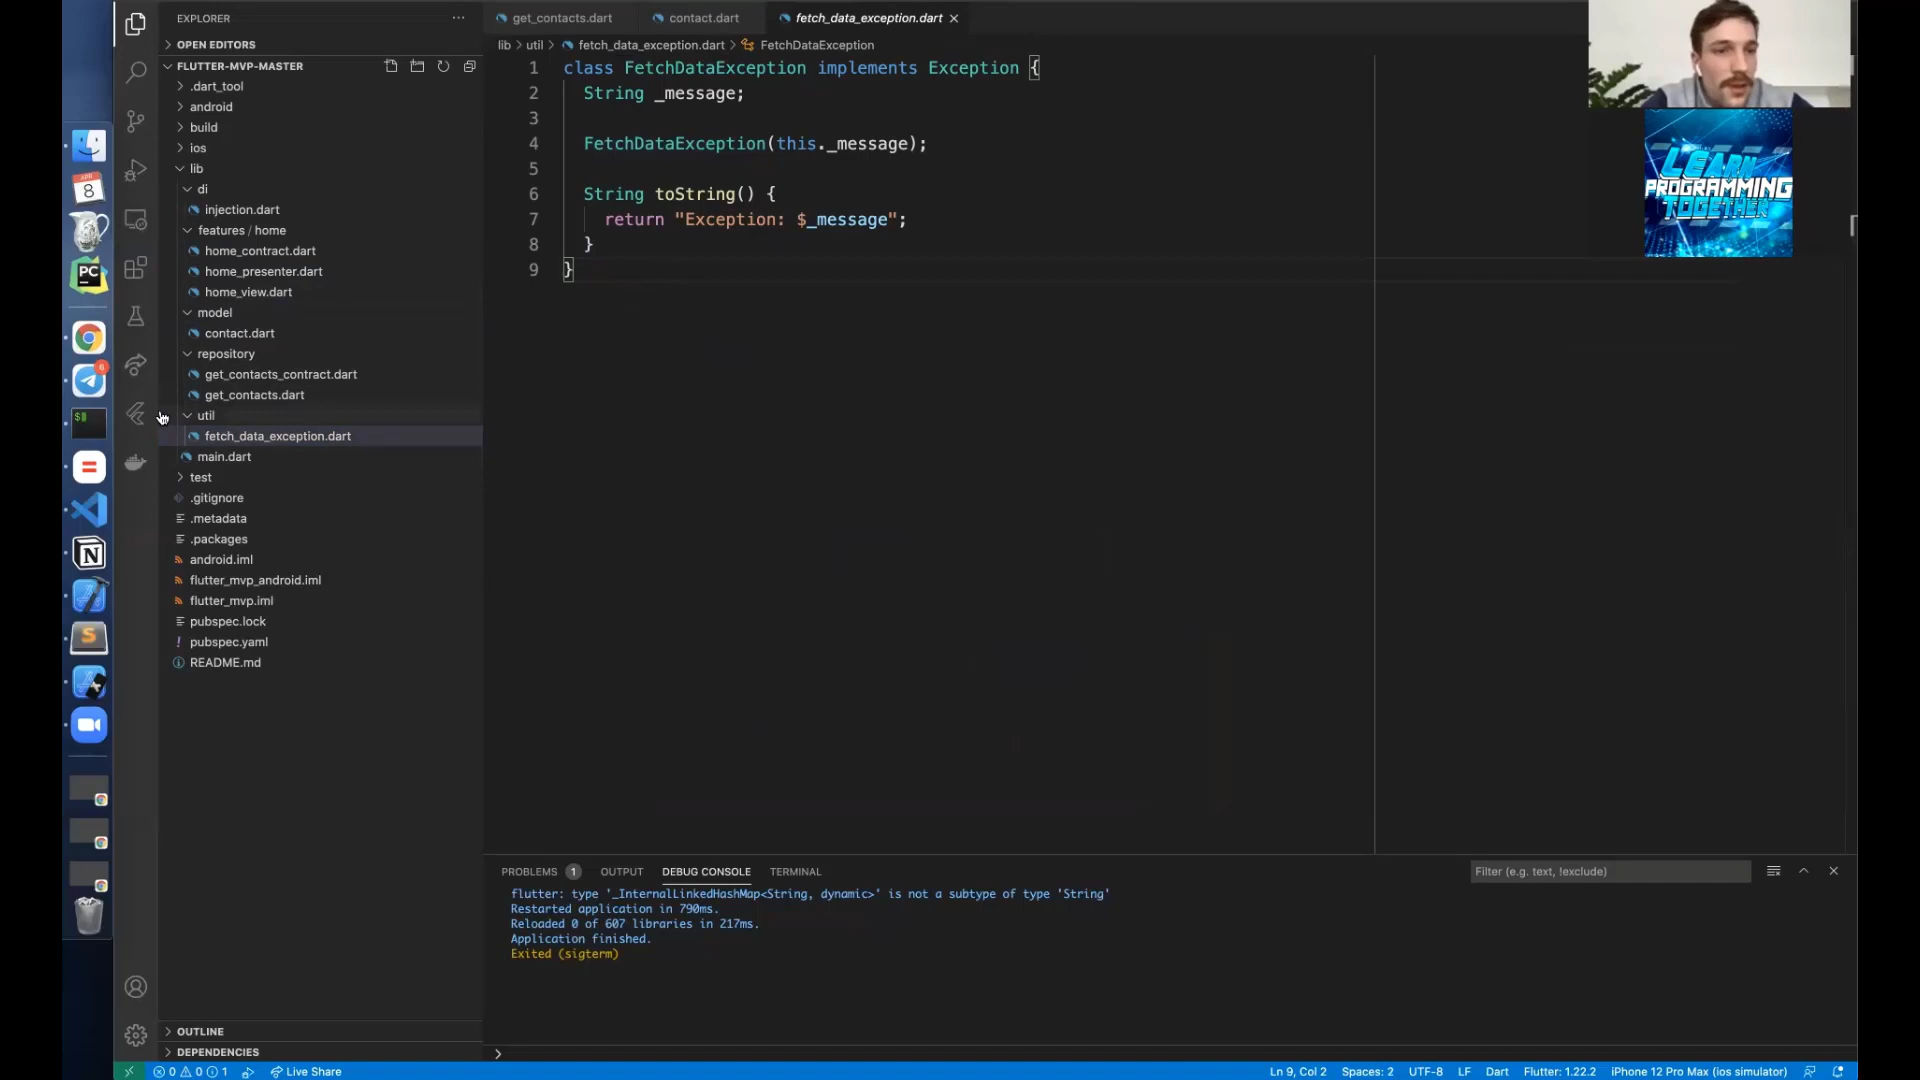 EXPLORER
OPEN EDITORS
FLUTTER-MVP-MASTER
.dart_tool
android
build
ios
lib
di
injection.dart
features / home
home_contract.dart
home_presenter.dart
home_view.dart
model
contact.dart
repository
get_contacts_contract.dart
get_contacts.dart
util
fetch_data_exception.dart
main.dart
test
.gitignore
.metadata
.packages
android.iml
flutter_mvp_android.iml
flutter_mvp.iml
pubspec.lock
pubspec.yaml
README.md
OUTLINE
DEPENDENCIES
get_contacts.dart
contact.dart
fetch_data_exception.dart
lib > util > fetch_data_exception.dart > FetchDataException
1 class FetchDataException implements Exception {
2 String _message;
3
4 FetchDataException(this._message);
5
6 String toString() {
7 return "Exception: $_message";
8 }
9 }
LEARN
PROGRAMMING
TOGETHER
PROBLEMS 1 OUTPUT DEBUG CONSOLE TERMINAL
Filter (e.g. text, !exclude)
flutter: type '_InternalLinkedHashMap<String, dynamic>' is not a subtype of type 'String'
Restarted application in 790ms.
Reloaded 0 of 607 libraries in 217ms.
Application finished.
Exited (sigterm)
0 0 1 Live Share
Ln 9, Col 2 Spaces: 2 UTF-8 LF Dart Flutter: 1.22.2 iPhone 12 Pro Max (ios simulator)
8
PC
6
$
N
S